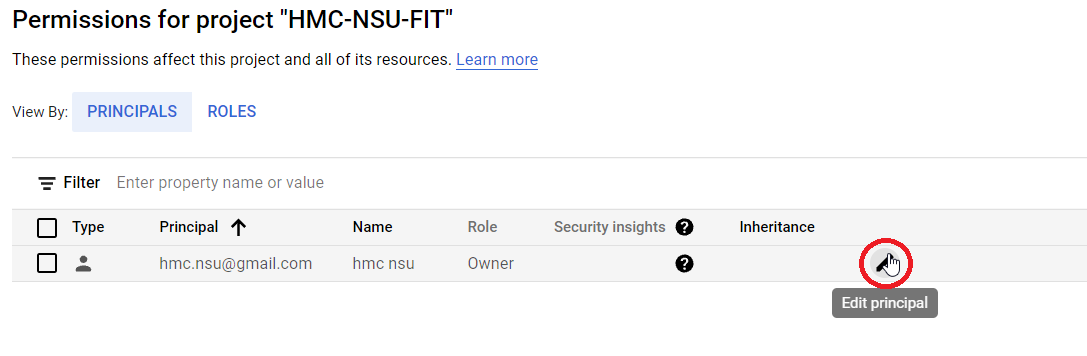 Permissions for project "HMC-NSU-FIT"
These permissions affect this project and all of its resources. Learn more
View By: PRINCIPALS ROLES
Filter Enter property name or value
Type Principal Name Role Security insights ? Inheritance
hmc.nsu@gmail.com hmc nsu Owner ?
Edit principal